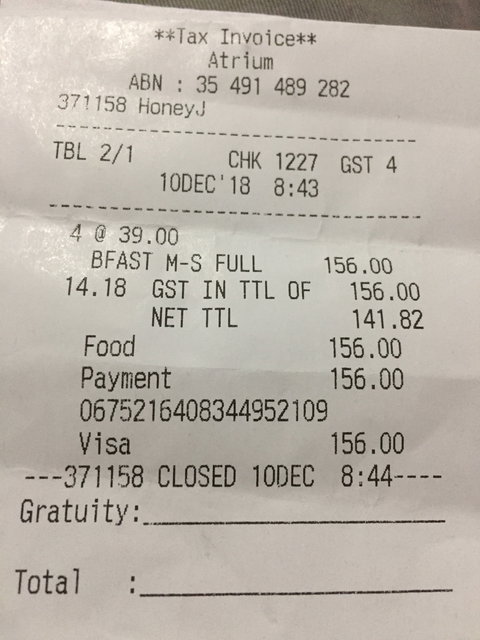 **Tax Invoice**
Atrium
ABN : 35 491 489 282
371158 HoneyJ
--------------------------------
TBL 2/1 CHK 1227 GST 4
10DEC'18 8:43
--------------------------------
4 @ 39.00
BFAST M-S FULL 156.00
14.18 GST IN TTL OF 156.00
NET TTL 141.82
Food 156.00
Payment 156.00
0675216408344952109
Visa 156.00
---371158 CLOSED 10DEC 8:44----
Gratuity:____________________
Total :____________________